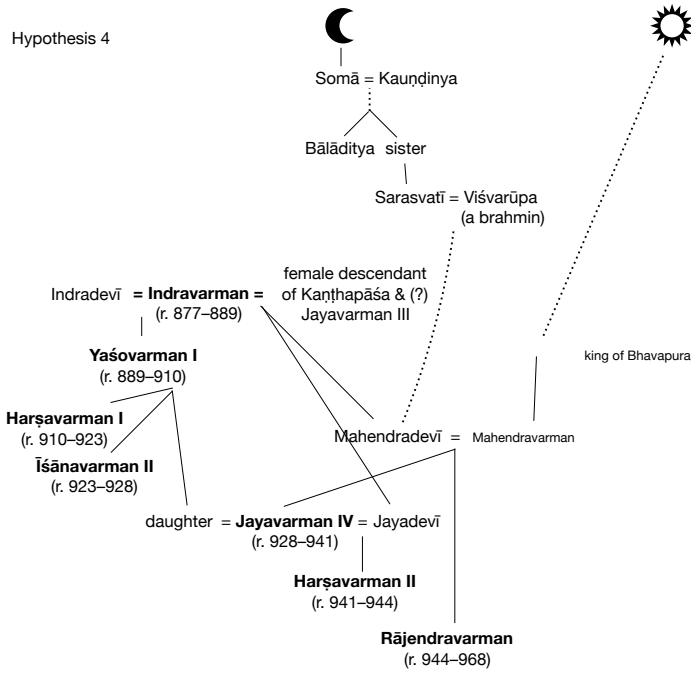 Hypothesis 4
Somā = Kauṇḍinya
Bālāditya sister
Sarasvatī = Viśvarūpa
(a brahmin)
female descendant
Indradevī = Indravarman = of Kaṇṭhapāśa & (?)
(r. 877–889) Jayavarman III
Yaśovarman I king of Bhavapura
(r. 889–910)
Harṣavarman I
(r. 910–923)
Mahendradevī = Mahendravarman
Īśānavarman II
(r. 923–928)
daughter = Jayavarman IV = Jayadevī
(r. 928–941)
Harṣavarman II
(r. 941–944)
Rājendravarman
(r. 944–968)